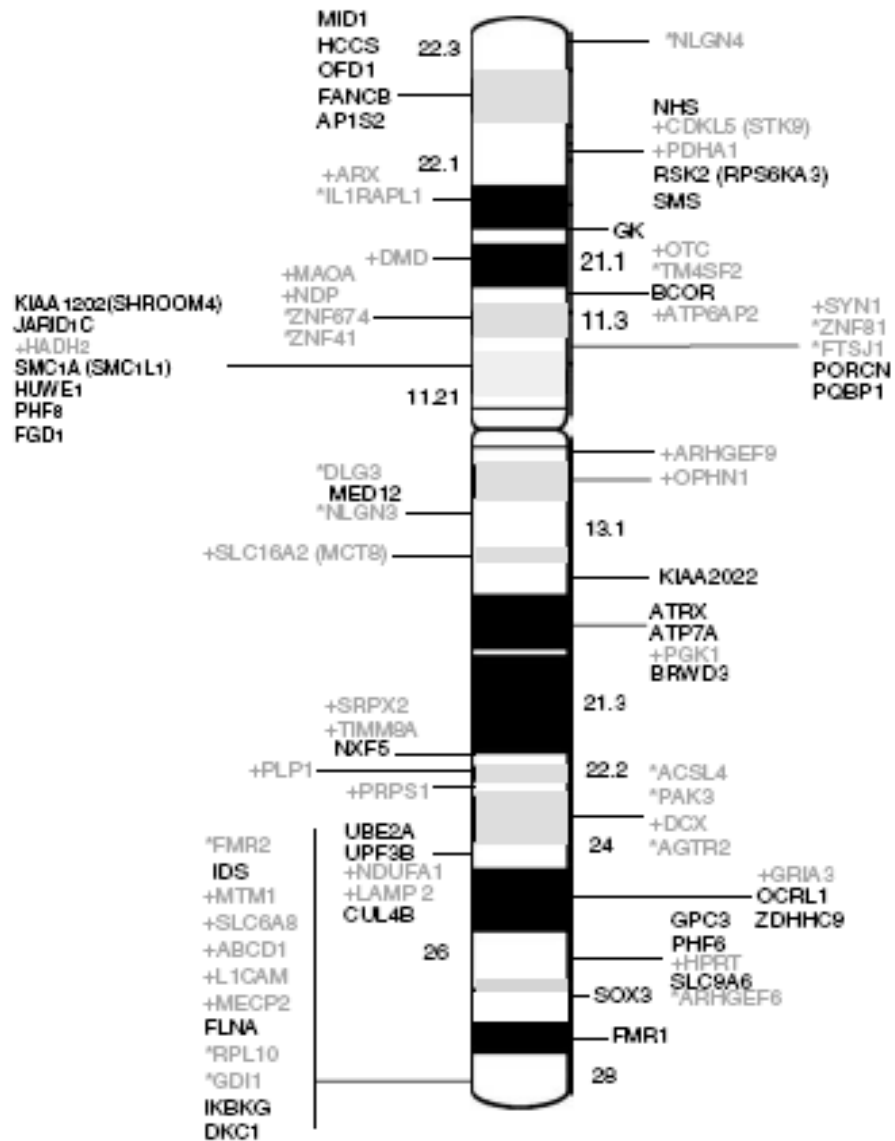 MID1
HCCS
OFD1
FANCB
AP1S2
22.3
*NLGN4
NHS
+CDKL5 (STK9)
+PDHA1
RSK2 (RPS6KA3)
SMS
22.1
+ARX
*IL1RAPL1
GK
+DMD
21.1
+OTC
*TM4SF2
BCOR
+ATP6AP2
+MAOA
+NDP
*ZNF674
*ZNF41
11.3
+SYN1
*ZNF81
*FTSJ1
PORCN
PQBP1
KIAA1202(SHROOM4)
JARID1C
+HADH2
SMC1A (SMC1L1)
HUWE1
PHF8
FGD1
11.21
+ARHGEF9
+OPHN1
*DLG3
MED12
*NLGN3
13.1
+SLC16A2 (MCT8)
KIAA2022
ATRX
ATP7A
+PGK1
BRWD3
21.3
+SRPX2
+TIMM8A
NXF5
+PLP1
22.2
+PRPS1
*ACSL4
*PAK3
+DCX
*AGTR2
24
UBE2A
UPF3B
+NDUFA1
+LAMP2
CUL4B
+GRIA3
OCRL1
ZDHHC9
GPC3
PHF6
+HPRT
SLC9A6
*ARHGEF6
26
SOX3
FMR1
28
*FMR2
IDS
+MTM1
+SLC6A8
+ABCD1
+L1CAM
+MECP2
FLNA
*RPL10
*GDI1
IKBKG
DKC1